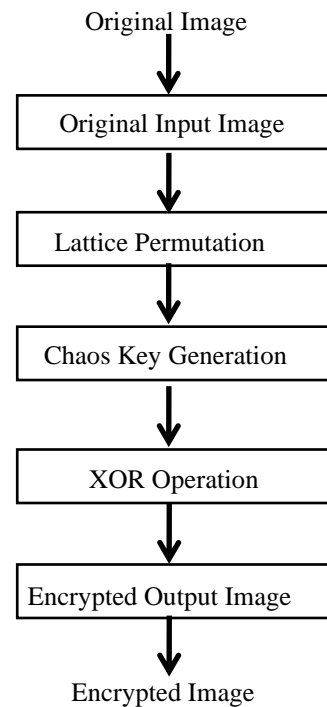 Original Image
Original Input Image
Lattice Permutation
Chaos Key Generation
XOR Operation
Encrypted Output Image
Encrypted Image